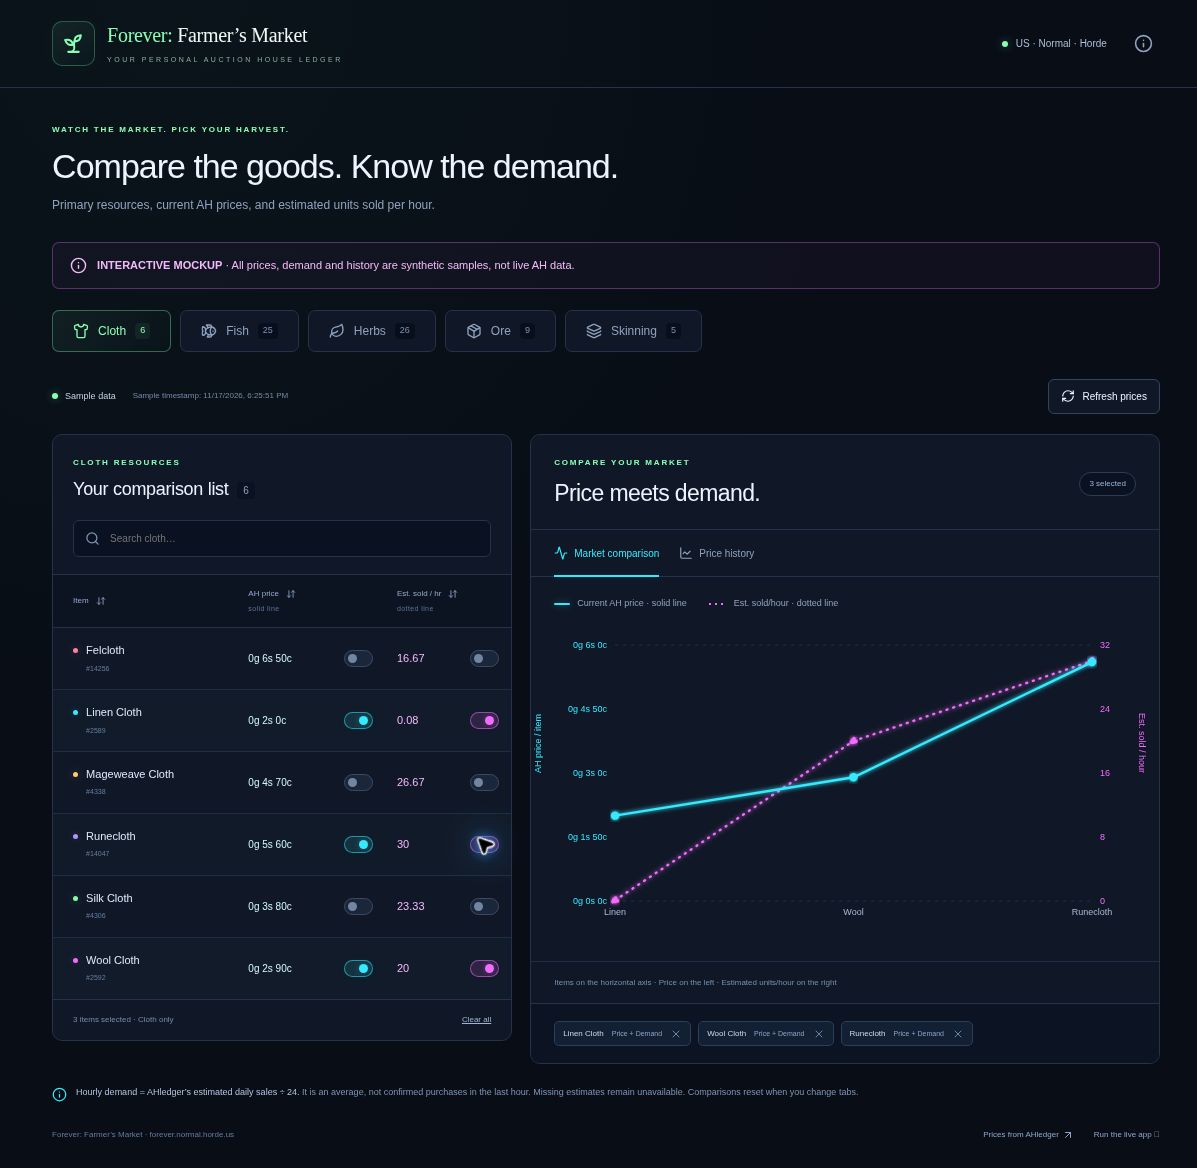 Forever: Farmer's Market
YOUR PERSONAL AUCTION HOUSE LEDGER
US · Normal · Horde
WATCH THE MARKET. PICK YOUR HARVEST.
Compare the goods. Know the demand.
Primary resources, current AH prices, and estimated units sold per hour.
INTERACTIVE MOCKUP · All prices, demand and history are synthetic samples, not live AH data.
Cloth 6
Fish 25
Herbs 26
Ore 9
Skinning 5
Sample data
Sample timestamp: 11/17/2026, 6:25:51 PM
Refresh prices
CLOTH RESOURCES
Your comparison list 6
Search cloth…
Item
AH price
solid line
Est. sold / hr
dotted line
Felcloth
#14256
0g 6s 50c
16.67
Linen Cloth
#2589
0g 2s 0c
0.08
Mageweave Cloth
#4338
0g 4s 70c
26.67
Runecloth
#14047
0g 5s 60c
30
Silk Cloth
#4306
0g 3s 80c
23.33
Wool Cloth
#2592
0g 2s 90c
20
3 items selected · Cloth only
Clear all
COMPARE YOUR MARKET
Price meets demand.
3 selected
Market comparison
Price history
Current AH price · solid line
Est. sold/hour · dotted line
0g 6s 0c
0g 4s 50c
0g 3s 0c
0g 1s 50c
0g 0s 0c
AH price / item
32
24
16
8
0
Est. sold / hour
Linen
Wool
Runecloth
Items on the horizontal axis · Price on the left · Estimated units/hour on the right
Linen Cloth Price + Demand
Wool Cloth Price + Demand
Runecloth Price + Demand
Hourly demand = AHledger's estimated daily sales ÷ 24. It is an average, not confirmed purchases in the last hour. Missing estimates remain unavailable. Comparisons reset when you change tabs.
Forever: Farmer's Market · forever.normal.horde.us
Prices from AHledger
Run the live app